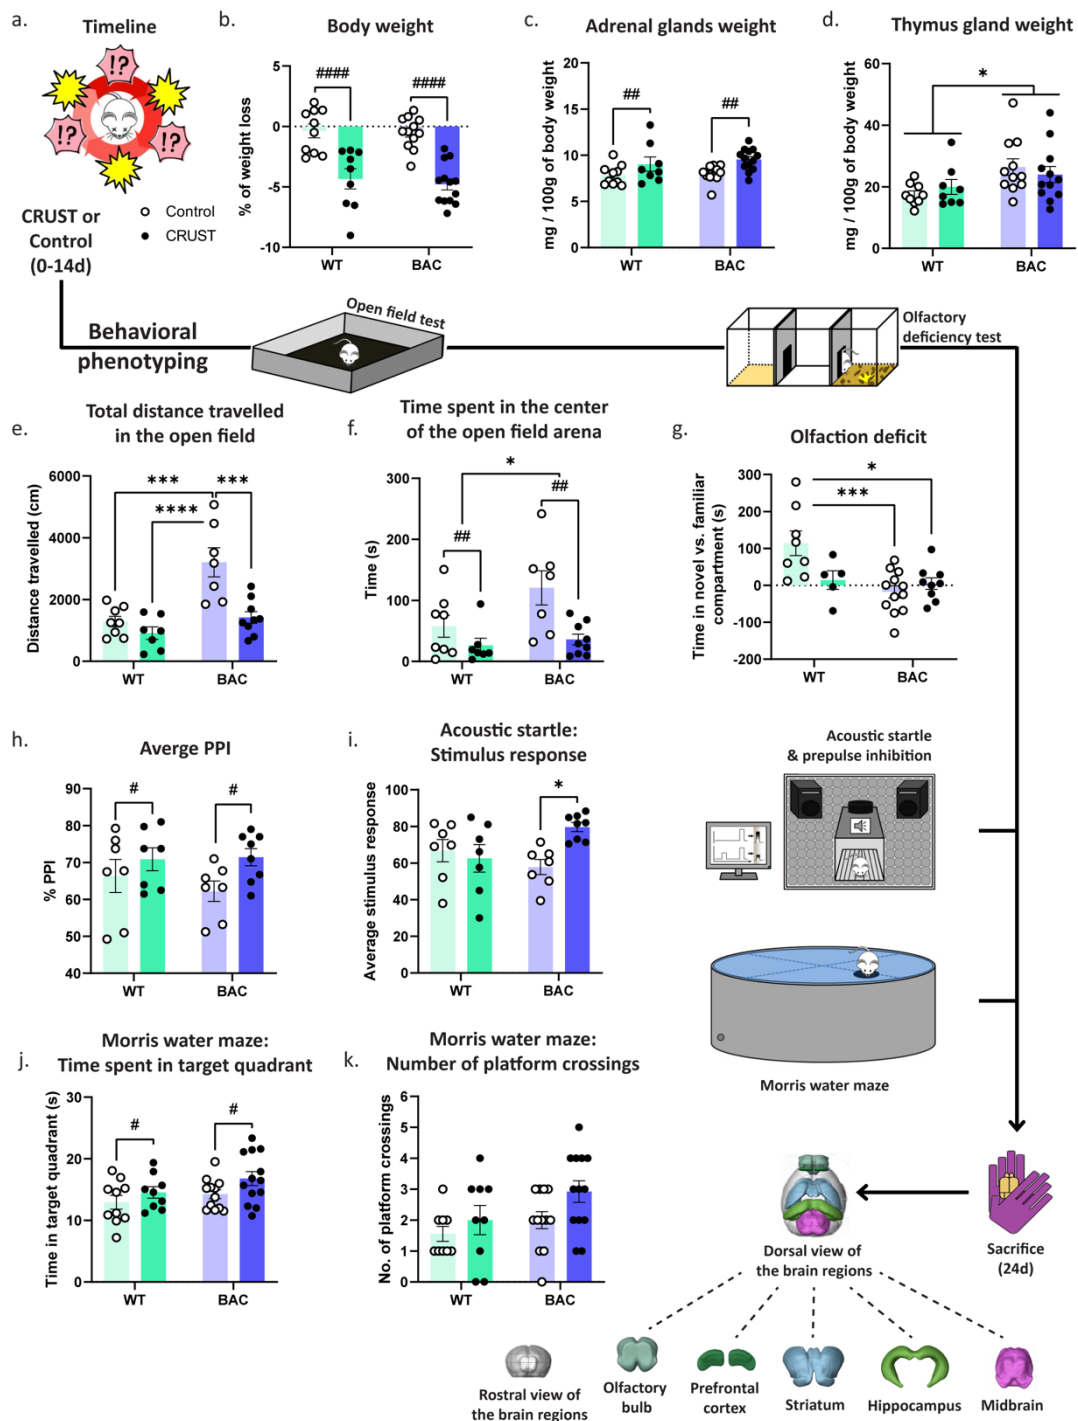 a.
Timeline
!?
!?
!?
CRUST or
Control
(0-14d)
Control
CRUST
b.
Body weight
% of weight loss
5
0
-5
-10
####
####
WT
BAC
c.
Adrenal glands weight
mg / 100g of body weight
20
15
10
5
0
##
##
WT
BAC
d.
Thymus gland weight
mg / 100g of body weight
60
40
20
0
*
WT
BAC
Behavioral
phenotyping
Open field test
Olfactory
deficiency test
e.
Total distance travelled
in the open field
Distance travelled (cm)
6000
4000
2000
0
***
***
****
WT
BAC
f.
Time spent in the center
of the open field arena
Time (s)
300
200
100
0
*
##
##
WT
BAC
g.
Olfaction deficit
Time in novel vs. familiar
compartment (s)
300
200
100
0
-100
-200
*
***
WT
BAC
h.
Averge PPI
% PPI
90
80
70
60
50
40
#
#
WT
BAC
i.
Acoustic startle:
Stimulus response
Average stimulus response
100
80
60
40
20
0
*
WT
BAC
Acoustic startle
& prepulse inhibition
j.
Morris water maze:
Time spent in target quadrant
Time in target quadrant (s)
30
20
10
0
#
#
WT
BAC
k.
Morris water maze:
Number of platform crossings
No. of platform crossings
6
5
4
3
2
1
0
WT
BAC
Morris water maze
Dorsal view of
the brain regions
Sacrifice
(24d)
Rostral view of
the brain regions
Olfactory
bulb
Prefrontal
cortex
Striatum
Hippocampus
Midbrain